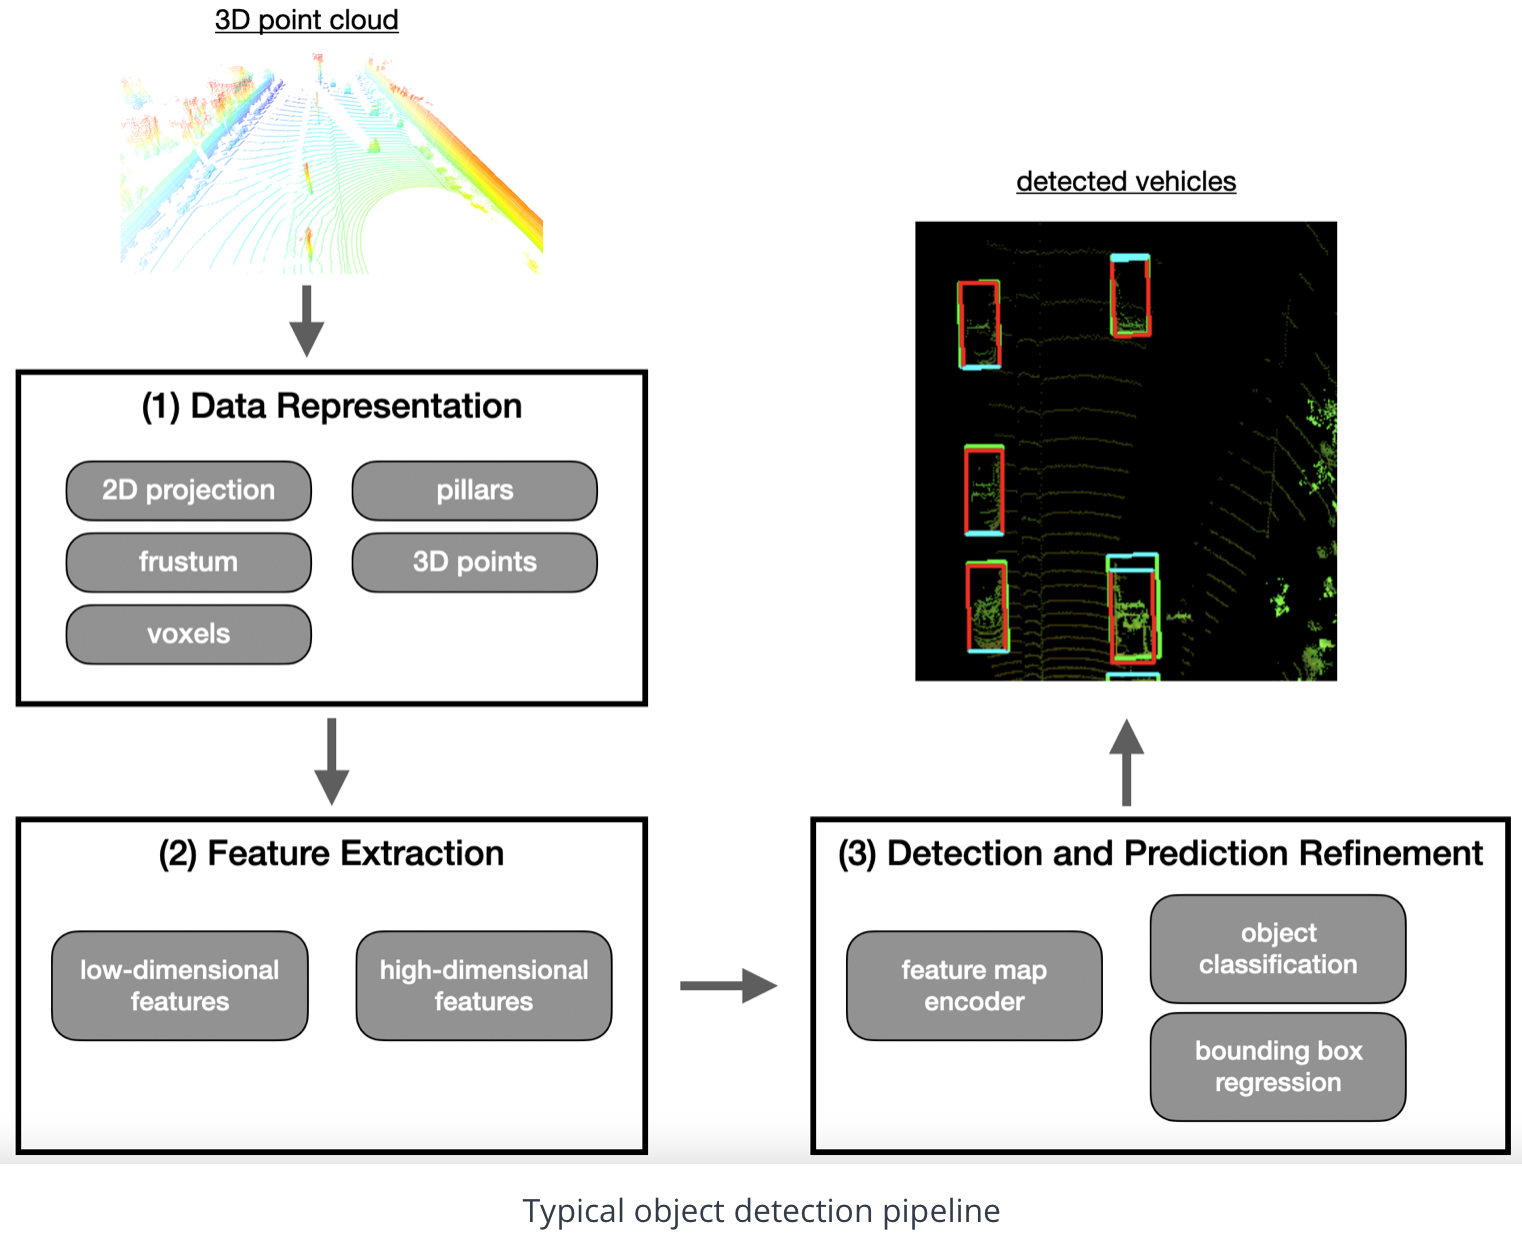 3D point cloud
detected vehicles
(1) Data Representation
2D projection
pillars
frustum
3D points
voxels
(2) Feature Extraction
low-dimensional
features
high-dimensional
features
(3) Detection and Prediction Refinement
feature map
encoder
object
classification
bounding box
regression
Typical object detection pipeline